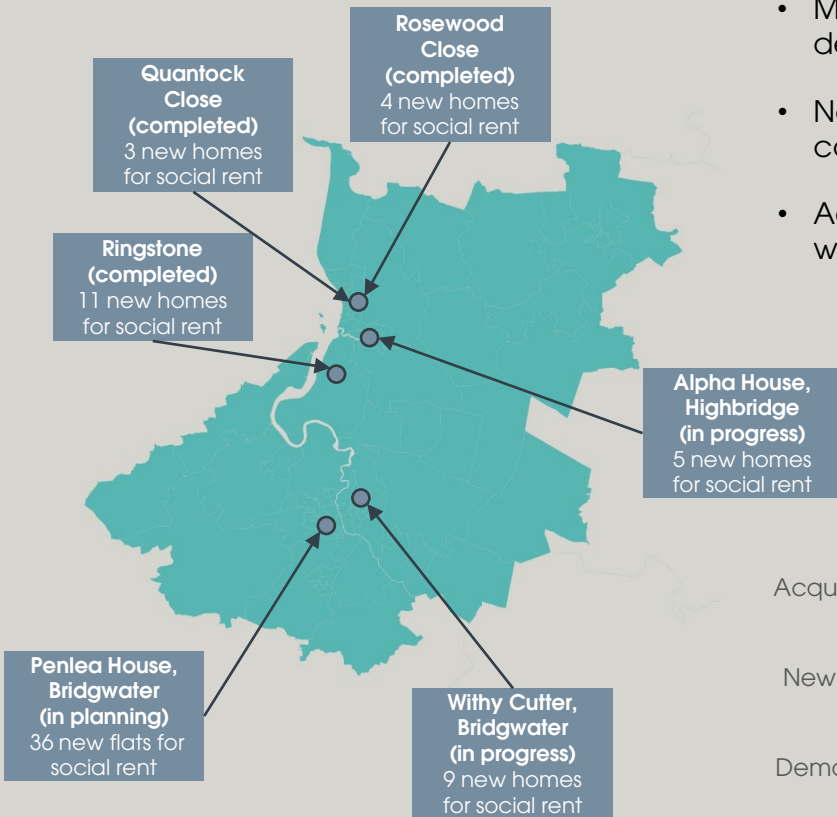 Rosewood
Close
(completed)
4 new homes
for social rent
Quantock
Close
(completed)
3 new homes
for social rent
Ringstone
(completed)
11 new homes
for social rent
Alpha House,
Highbridge
(in progress)
5 new homes
for social rent
Penlea House,
Bridgwater
(in planning)
36 new flats for
social rent
Withy Cutter,
Bridgwater
(in progress)
9 new homes
for social rent
New